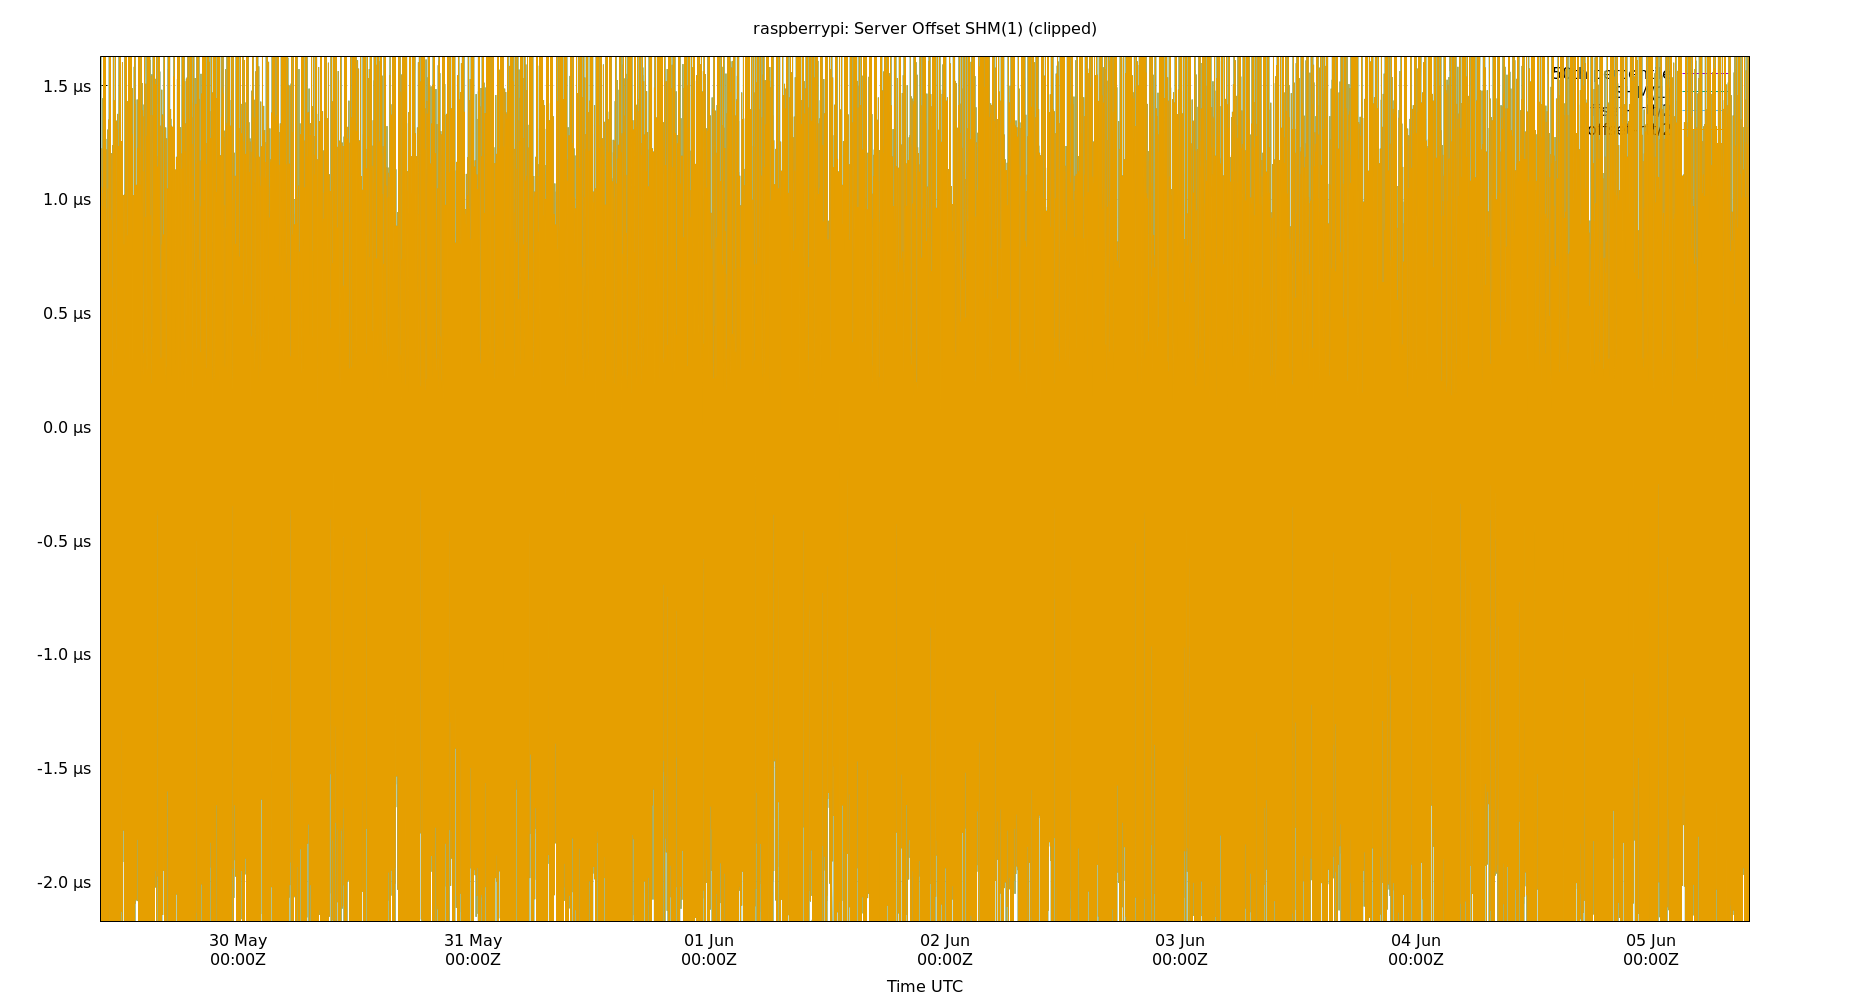 raspberrypi: Server Offset SHM(1) (clipped)
1.5 µs
1.0 µs
0.5 µs
0.0 µs
-0.5 µs
-1.0 µs
-1.5 µs
-2.0 µs
30 May
00:00Z
31 May
00:00Z
01 Jun
00:00Z
02 Jun
00:00Z
03 Jun
00:00Z
04 Jun
00:00Z
05 Jun
00:00Z
Time UTC